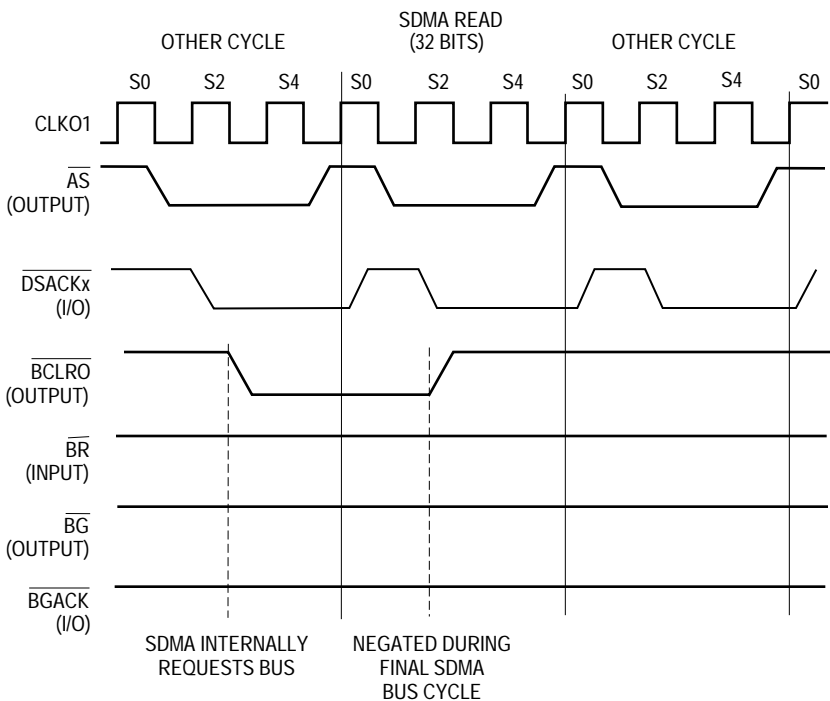 SDMA READ
(32 BITS)
OTHER CYCLE
OTHER CYCLE
S0 S2 S4 S0 S2 S4 S0 S2 S4 S0
CLKO1
AS
(OUTPUT)
DSACKx
(I/O)
BCLRO
(OUTPUT)
BR
(INPUT)
BG
(OUTPUT)
BGACK
(I/O)
SDMA INTERNALLY
REQUESTS BUS
NEGATED DURING
FINAL SDMA
BUS CYCLE